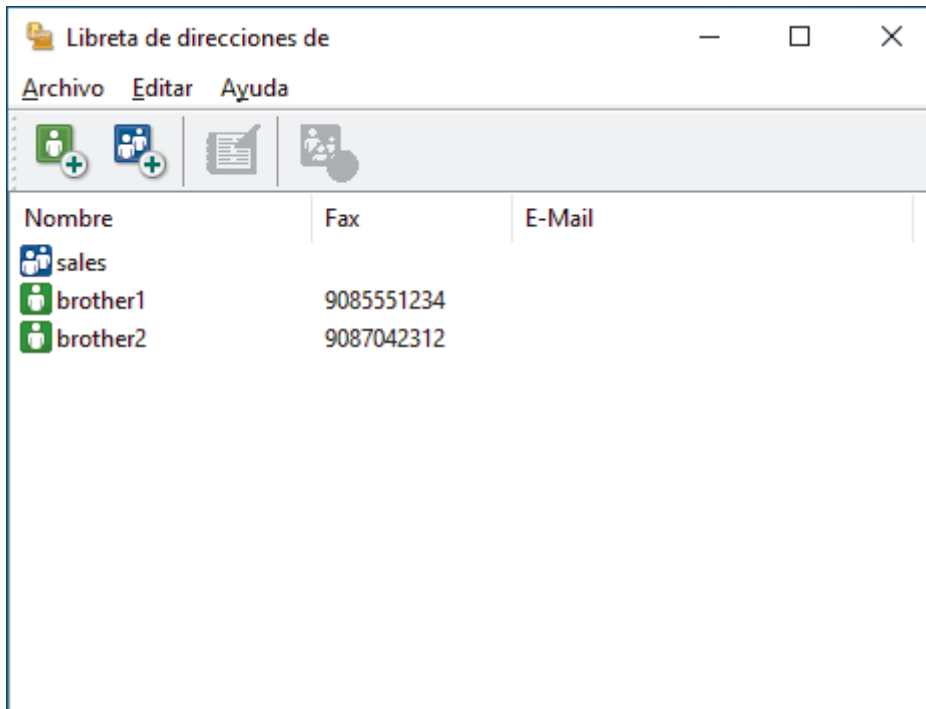 Libreta de direcciones de
Archivo Editar Ayuda
Nombre Fax E-Mail
sales
brother1 9085551234
brother2 9087042312